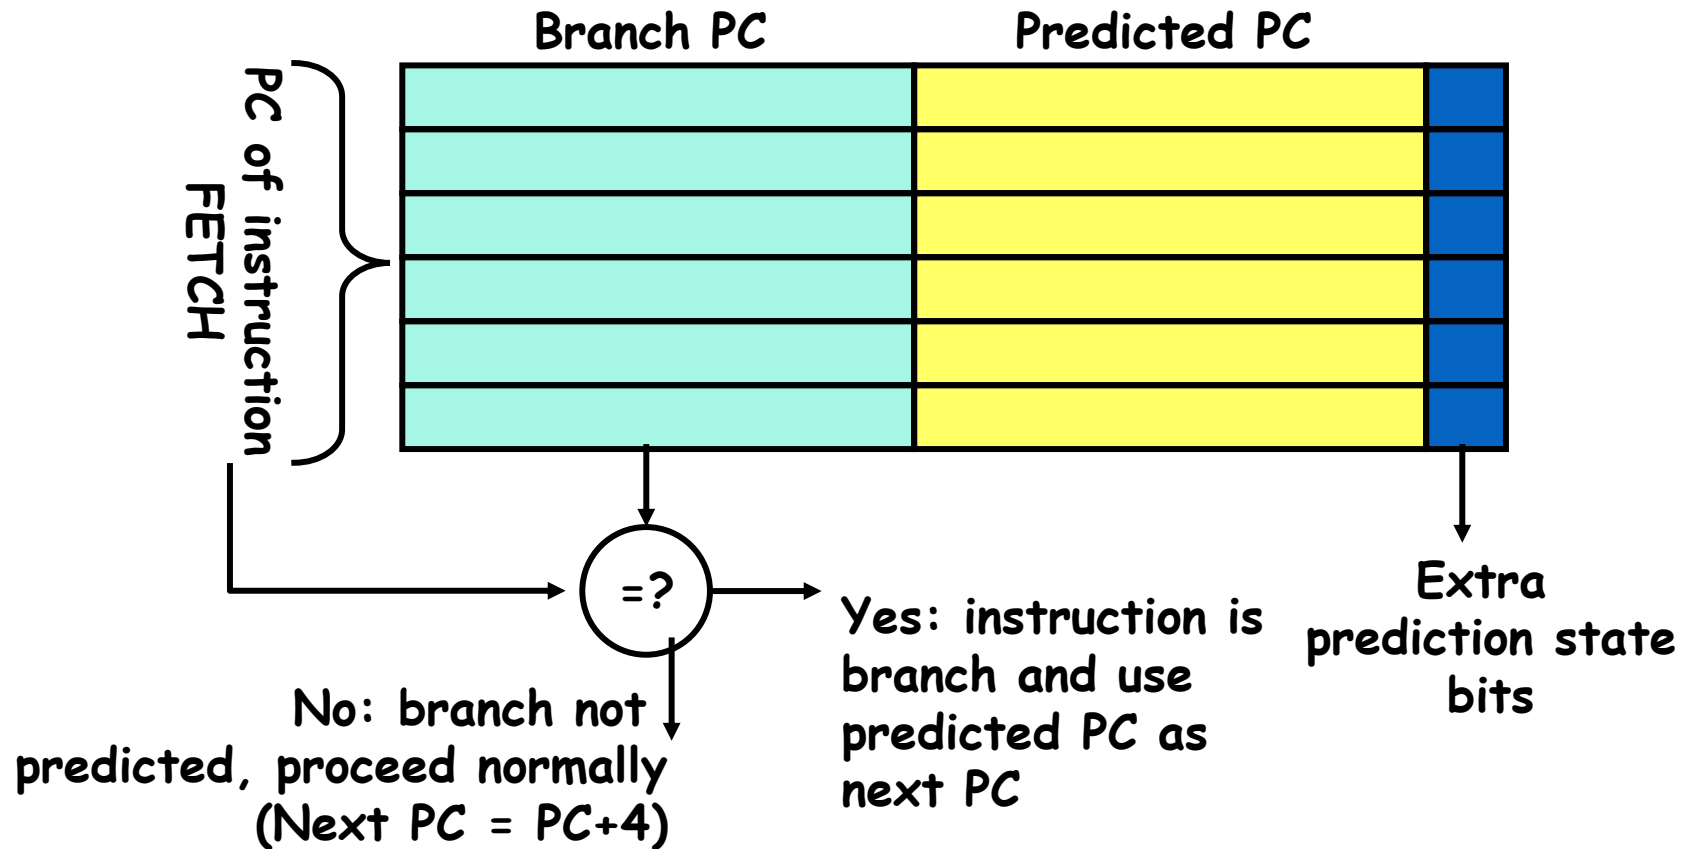 Branch PC
Predicted PC
PC of instruction
FETCH
=?
Yes: instruction is
branch and use
predicted PC as
next PC
Extra
prediction state
bits
No: branch not
predicted, proceed normally
(Next PC = PC+4)